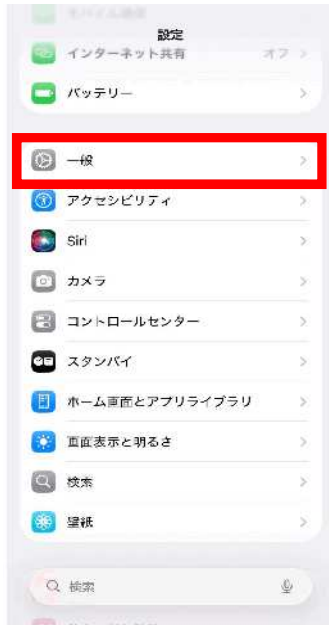 設定
インターネット共有 オフ
バッテリー
一般
アクセシビリティ
Siri
カメラ
コントロールセンター
スタンバイ
ホーム画面とアプリライブラリ
画面表示と明るさ
検索
壁紙
検索